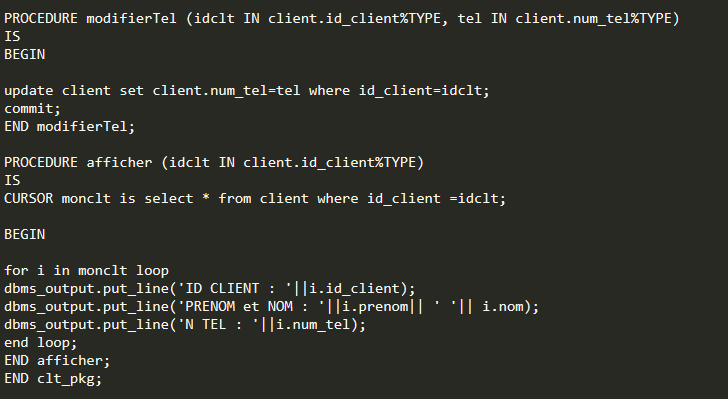 PROCEDURE modifierTel (idclt IN client.id_client%TYPE, tel IN client.num_tel%TYPE)
IS
BEGIN
update client set client.num_tel=tel where id_client=idclt;
commit;
END modifierTel;
PROCEDURE afficher (idclt IN client.id_client%TYPE)
IS
CURSOR monclt is select * from client where id_client =idclt;
BEGIN
for i in monclt loop
dbms_output.put_line('ID CLIENT : '||i.id_client);
dbms_output.put_line('PRENOM et NOM : '||i.prenom|| ' '|| i.nom);
dbms_output.put_line('N TEL : '||i.num_tel);
end loop;
END afficher;
END clt_pkg;